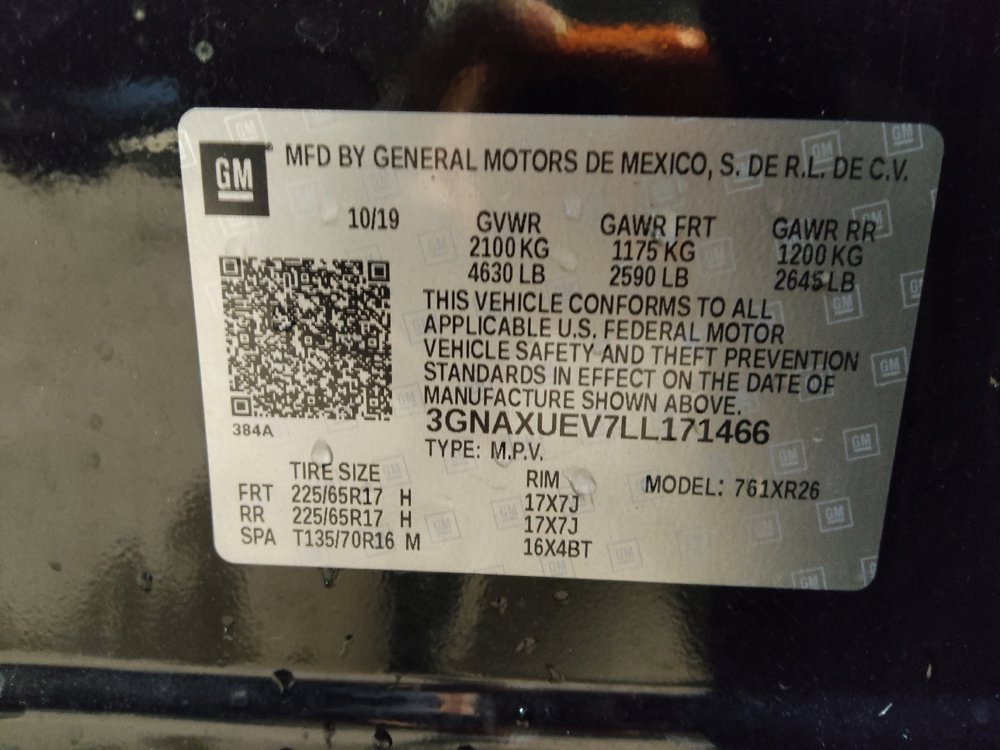 GM MFD BY GENERAL MOTORS DE MEXICO, S. DE R.L. DE C.V.
10/19 GVWR GAWR FRT GAWR RR
2100 KG 1175 KG 1200 KG
4630 LB 2590 LB 2645 LB
THIS VEHICLE CONFORMS TO ALL
APPLICABLE U.S. FEDERAL MOTOR
VEHICLE SAFETY AND THEFT PREVENTION
STANDARDS IN EFFECT ON THE DATE OF
MANUFACTURE SHOWN ABOVE.
384A
3GNAXUEV7LL171466
TYPE: M.P.V.
TIRE SIZE RIM MODEL: 761XR26
FRT 225/65R17 H 17X7J
RR 225/65R17 H 17X7J
SPA T135/70R16 M 16X4BT